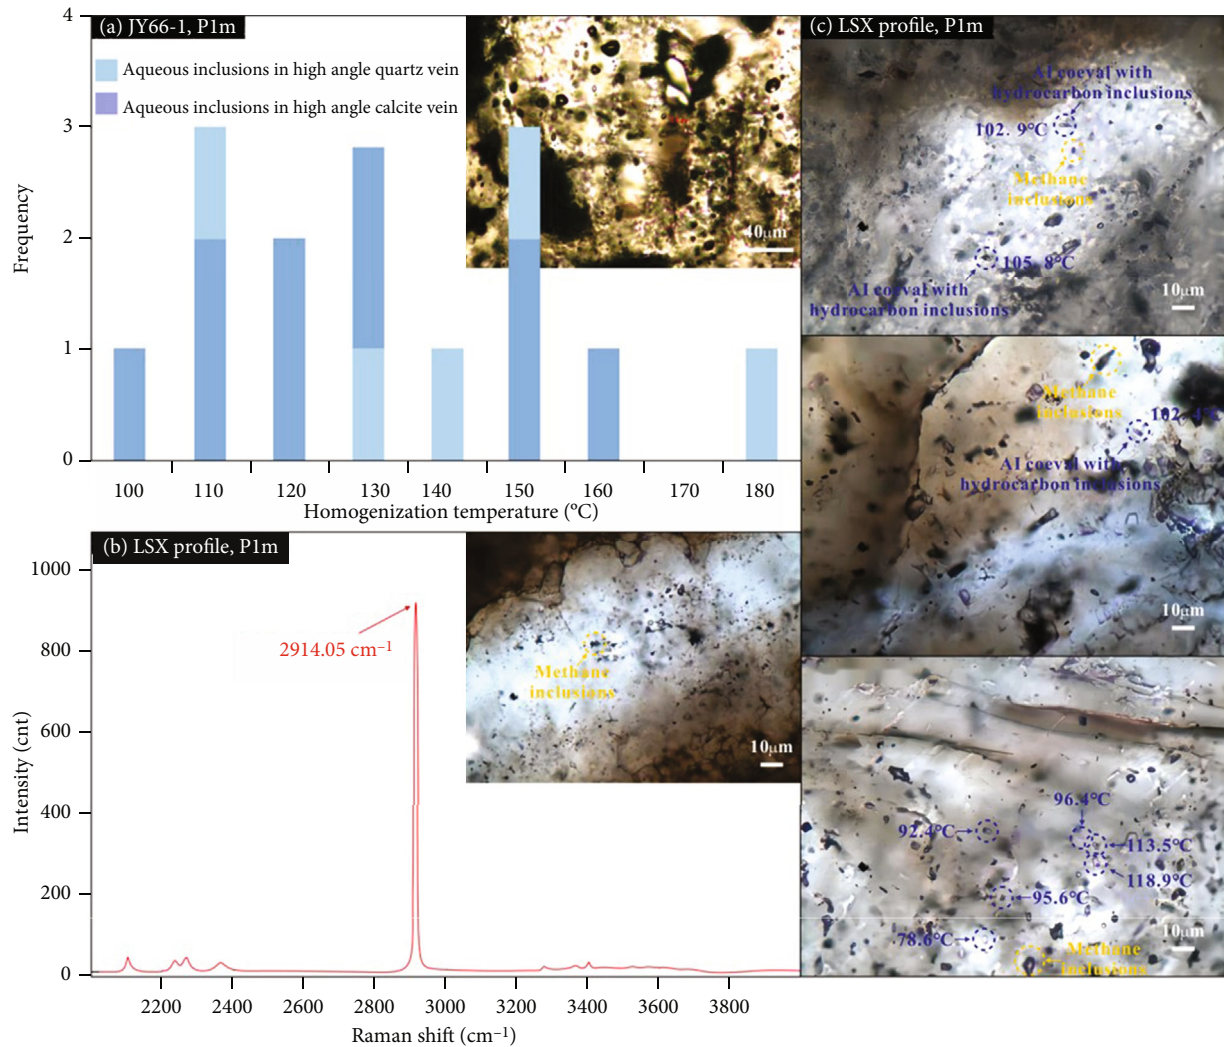 (a) JY66-1, P1m
Aqueous inclusions in high angle quartz vein
Aqueous inclusions in high angle calcite vein
Frequency
4
3
2
1
0
100 110 120 130 140 150 160 170 180
Homogenization temperature (°C)
40μm
(b) LSX profile, P1m
Intensity (cnt)
1000
800
600
400
200
0
2914.05 cm⁻¹
2200 2400 2600 2800 3000 3200 3400 3600 3800
Raman shift (cm⁻¹)
Methane
inclusions
10μm
(c) LSX profile, P1m
AI coeval with
hydrocarbon inclusions
102. 9°C
Methane
inclusions
105. 8°C
AI coeval with
hydrocarbon inclusions
10μm
Methane
inclusions
102. 4°C
AI coeval with
hydrocarbon inclusions
10μm
96.4°C
92.4°C
113.5°C
118.9°C
95.6°C
78.6°C
Methane
inclusions
10μm